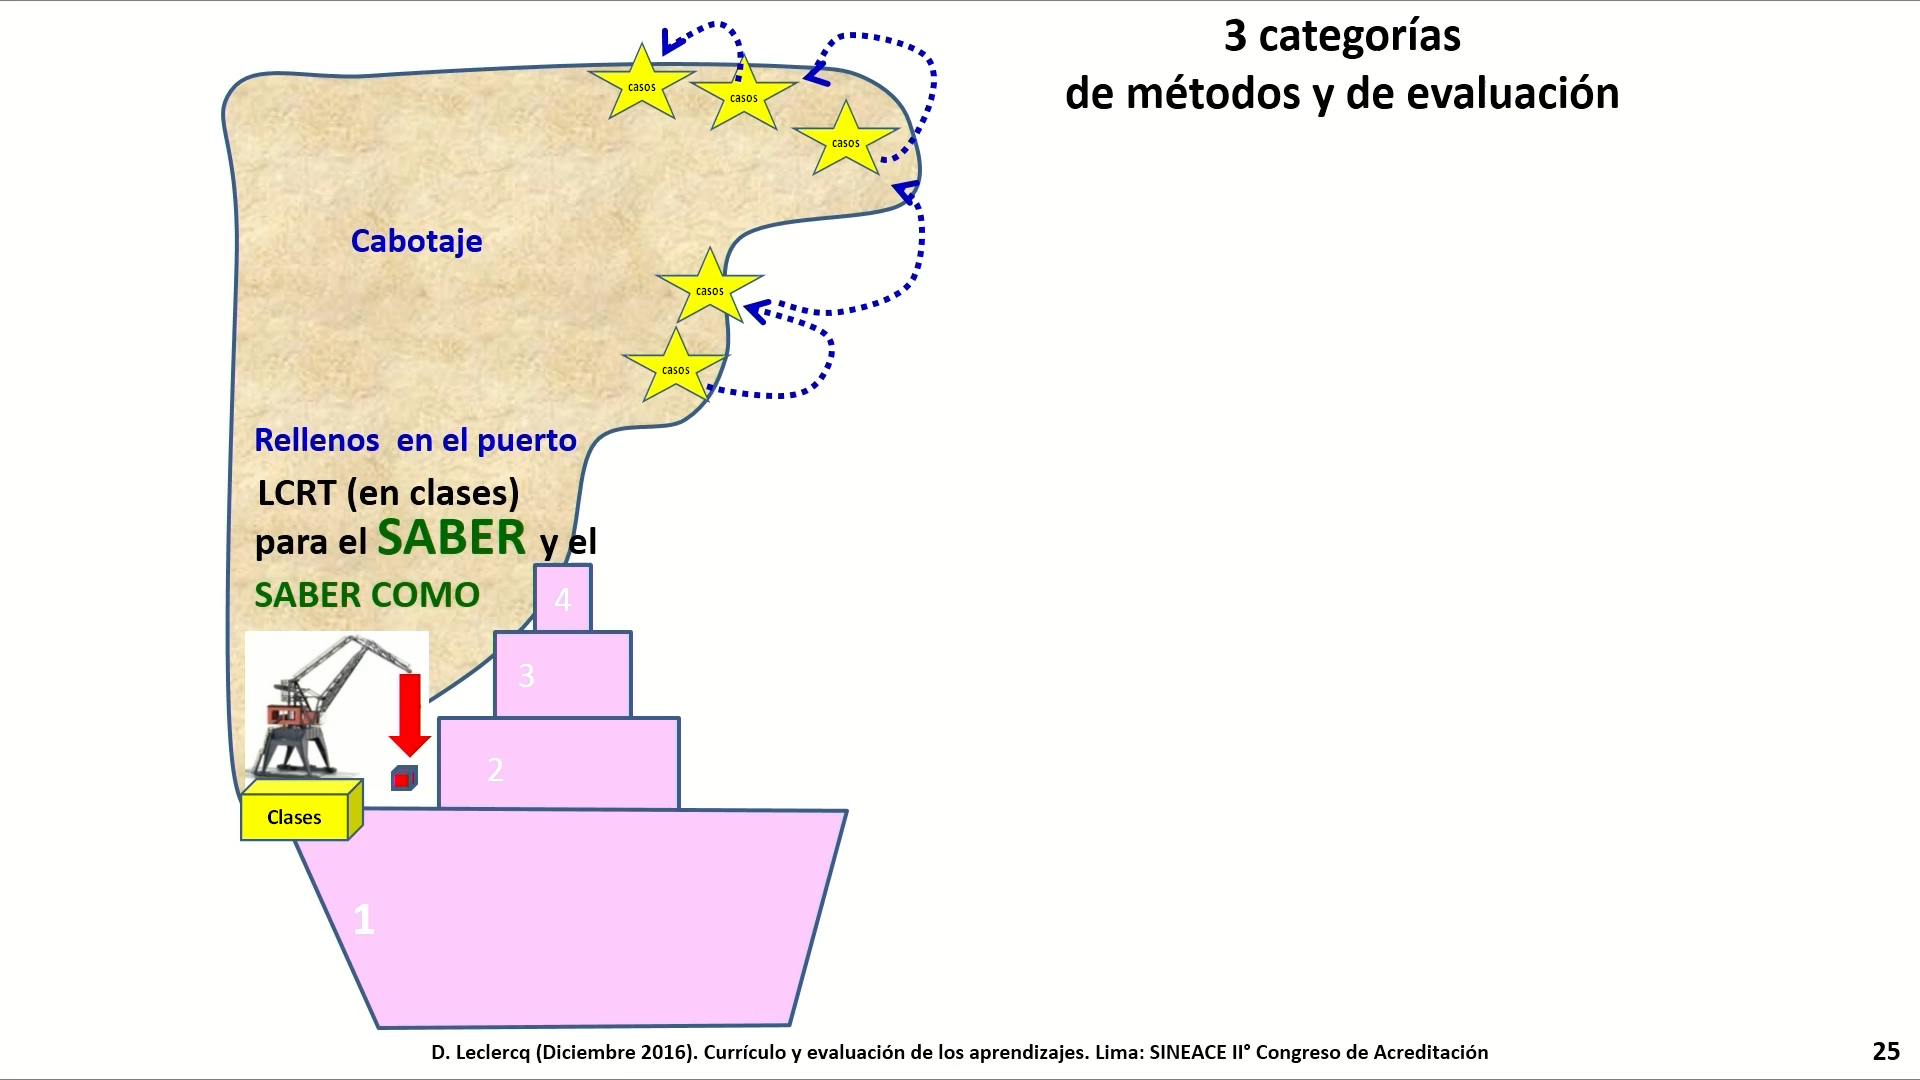 3 categorías
de métodos y de evaluación
casos
casos
casos
Cabotaje
casos
casos
Rellenos en el puerto
LCRT (en clases)
para el SABER y el
SABER COMO
4
3
2
Clases
1
D. Leclercq (Diciembre 2016). Currículo y evaluación de los aprendizajes. Lima: SINEACE II° Congreso de Acreditación
25